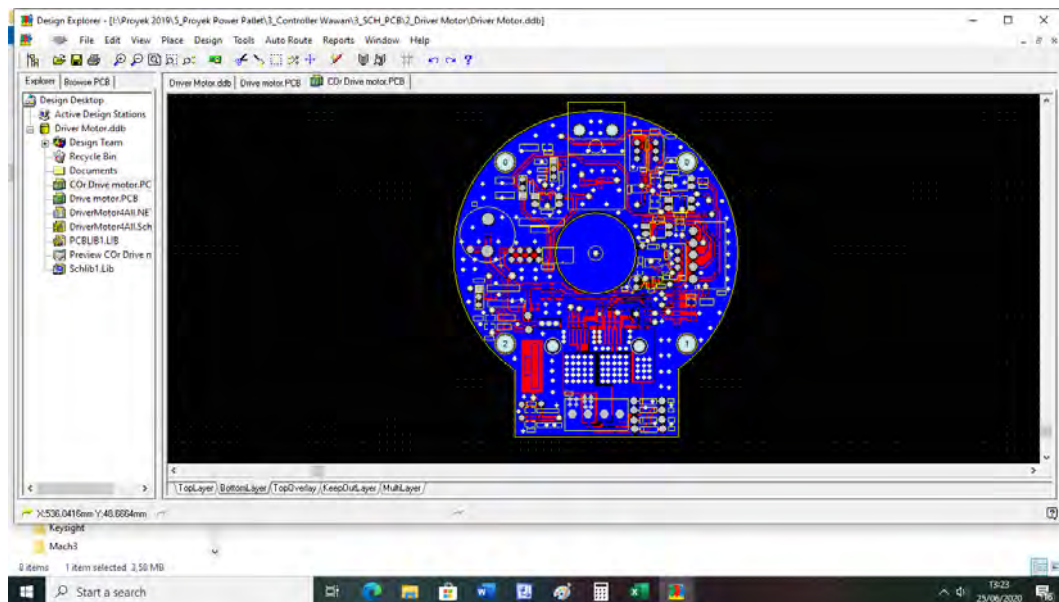 Design Explorer - [I:\Proyek 2019\5_Proyek Power Pallet\3_Controller Wawan\3_SCH_PCB\2_Driver Motor\Driver Motor.ddb]
File Edit View Place Design Tools Auto Route Reports Window Help
Explorer Browse PCB
Driver Motor.ddb Drive motor.PCB COr Drive motor.PCB
Design Desktop
Active Design Stations
Driver Motor.ddb
Design Team
Recycle Bin
Documents
COr Drive motor.PC
Drive motor.PCB
DriverMotor4All.NE
DriverMotor4All.Sch
PCBLIB1.LIB
Preview COr Drive n
Schlib1.Lib
0 0
2 1
TopLayer BottomLayer TopOverlay KeepOutLayer MultiLayer
X:536.0416mm Y:48.6664mm
Keysight
Mach3
8 items 1 item selected 3,58 MB
Start a search
13:23
25/06/2020